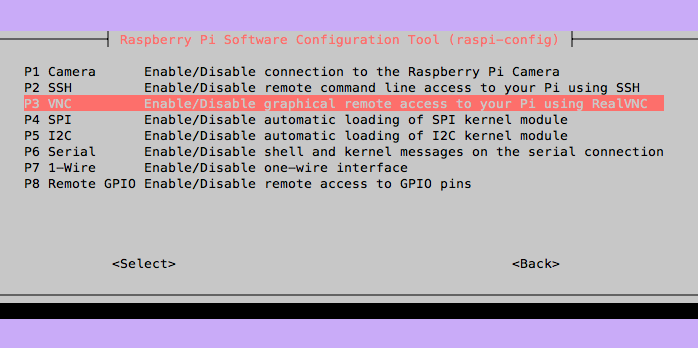 Raspberry Pi Software Configuration Tool (raspi-config)
P1 Camera Enable/Disable connection to the Raspberry Pi Camera
P2 SSH Enable/Disable remote command line access to your Pi using SSH
P3 VNC Enable/Disable graphical remote access to your Pi using RealVNC
P4 SPI Enable/Disable automatic loading of SPI kernel module
P5 I2C Enable/Disable automatic loading of I2C kernel module
P6 Serial Enable/Disable shell and kernel messages on the serial connection
P7 1-Wire Enable/Disable one-wire interface
P8 Remote GPIO Enable/Disable remote access to GPIO pins
<Select> <Back>